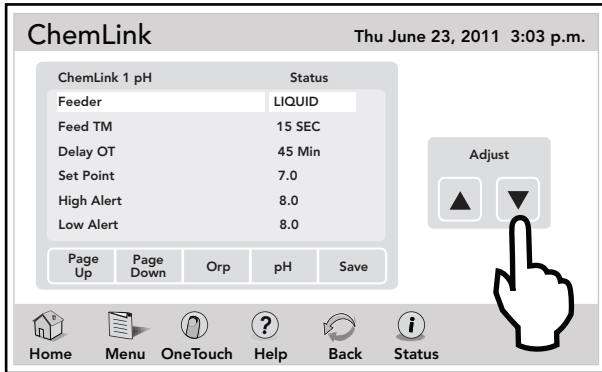 ChemLink Thu June 23, 2011 3:03 p.m.
ChemLink 1 pH Status
Feeder LIQUID
Feed TM 15 SEC
Delay OT 45 Min
Set Point 7.0
High Alert 8.0
Low Alert 8.0
Adjust
Page Up Page Down Orp pH Save
? i
Home Menu OneTouch Help Back Status